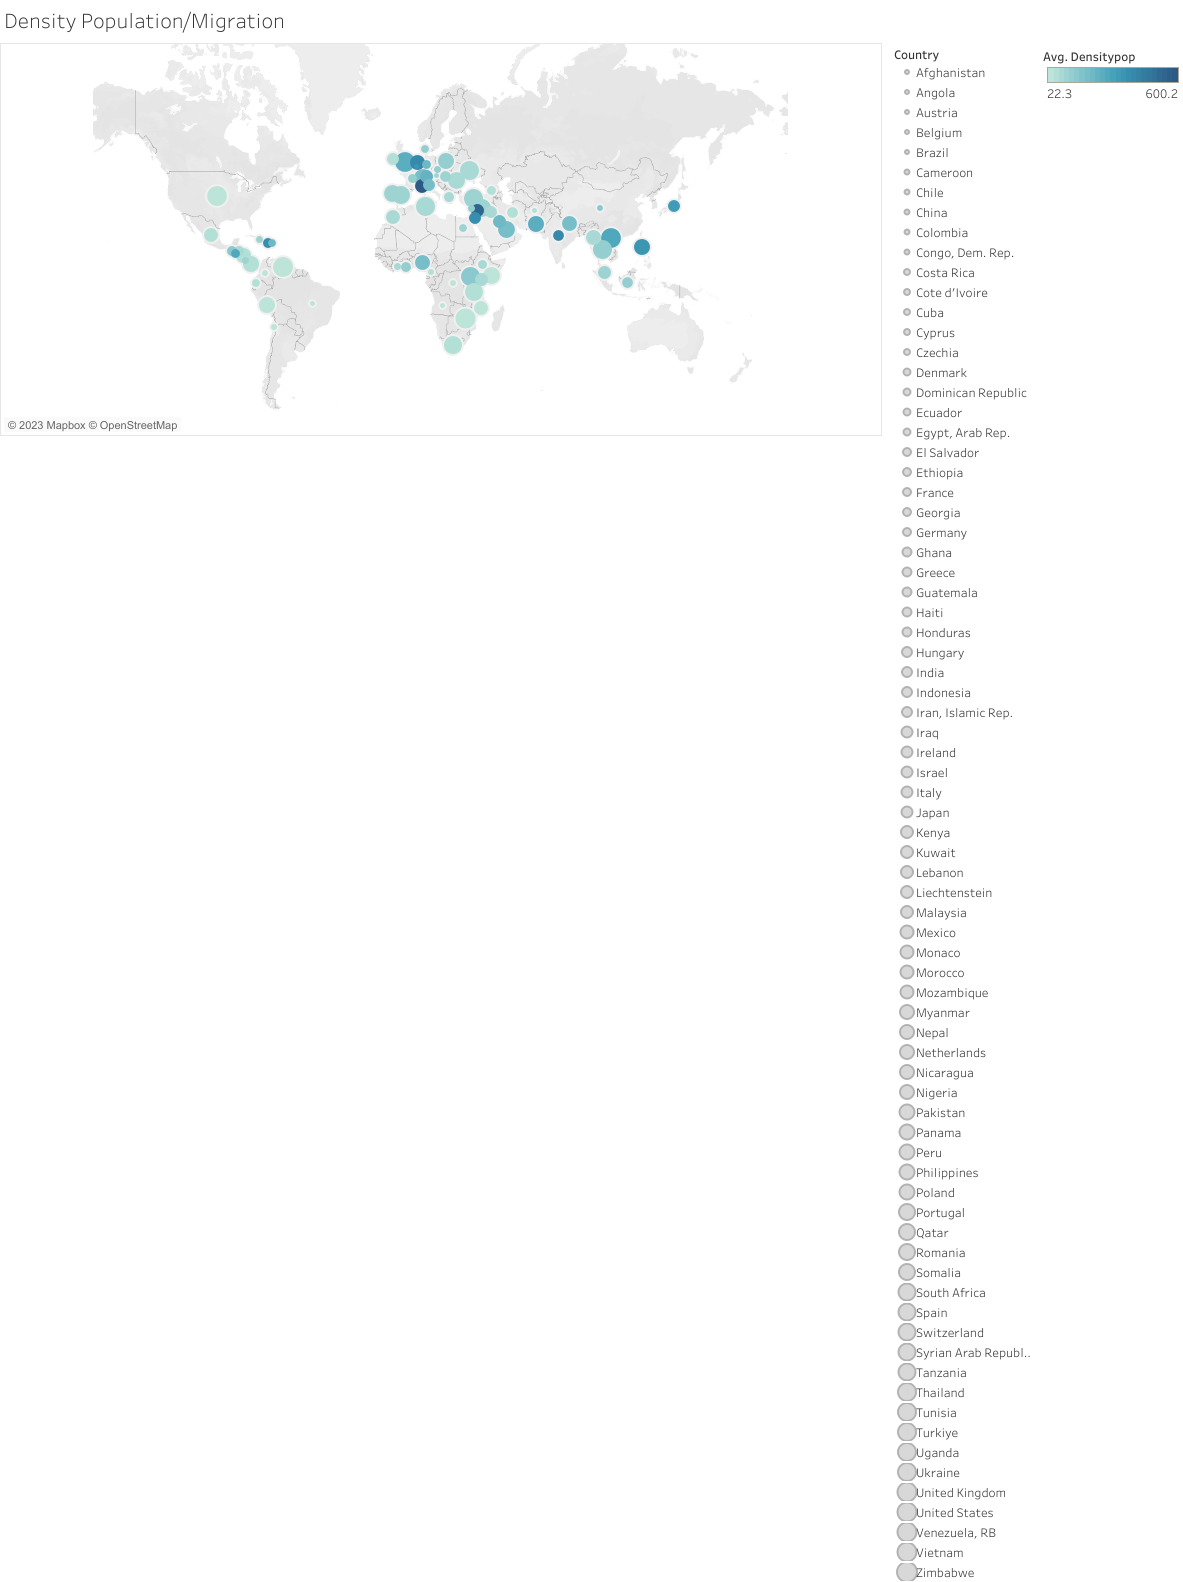 Density Population/Migration
© 2023 Mapbox © OpenStreetMap
Country
Afghanistan
Angola
Austria
Belgium
Brazil
Cameroon
Chile
China
Colombia
Congo, Dem. Rep.
Costa Rica
Cote d'Ivoire
Cuba
Cyprus
Czechia
Denmark
Dominican Republic
Ecuador
Egypt, Arab Rep.
El Salvador
Ethiopia
France
Georgia
Germany
Ghana
Greece
Guatemala
Haiti
Honduras
Hungary
India
Indonesia
Iran, Islamic Rep.
Iraq
Ireland
Israel
Italy
Japan
Kenya
Kuwait
Lebanon
Liechtenstein
Malaysia
Mexico
Monaco
Morocco
Mozambique
Myanmar
Nepal
Netherlands
Nicaragua
Nigeria
Pakistan
Panama
Peru
Philippines
Poland
Portugal
Qatar
Romania
Somalia
South Africa
Spain
Switzerland
Syrian Arab Republ..
Tanzania
Thailand
Tunisia
Turkiye
Uganda
Ukraine
United Kingdom
United States
Venezuela, RB
Vietnam
Zimbabwe
Avg. Densitypop
22.3 600.2